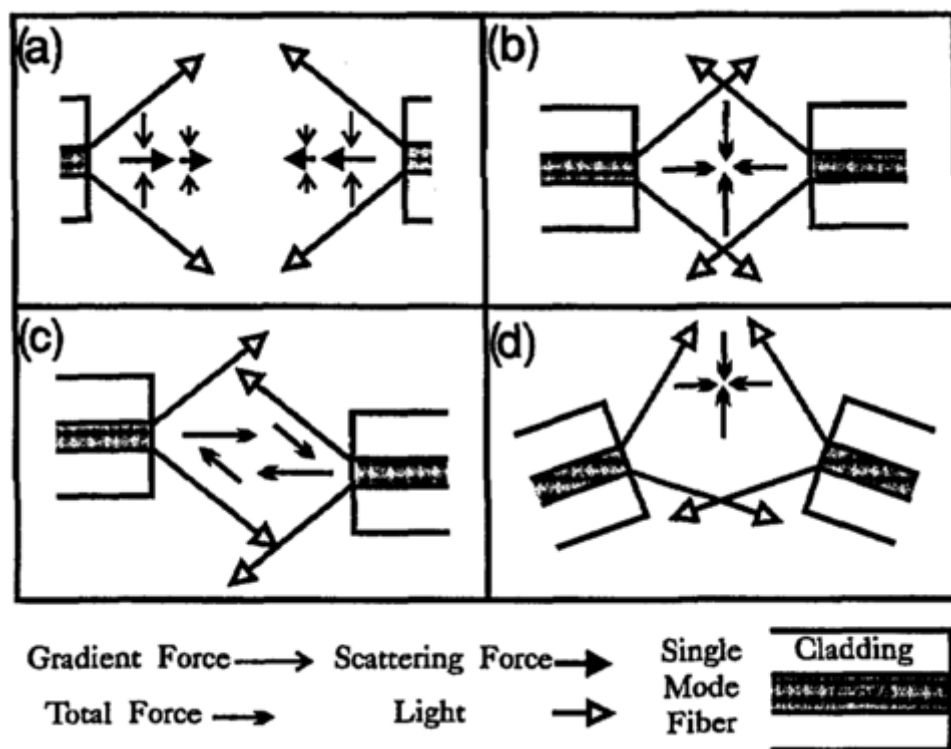 (a)
(b)
(c)
(d)
Gradient Force
Scattering Force
Single
Cladding
Mode
Total Force
Light
Fiber